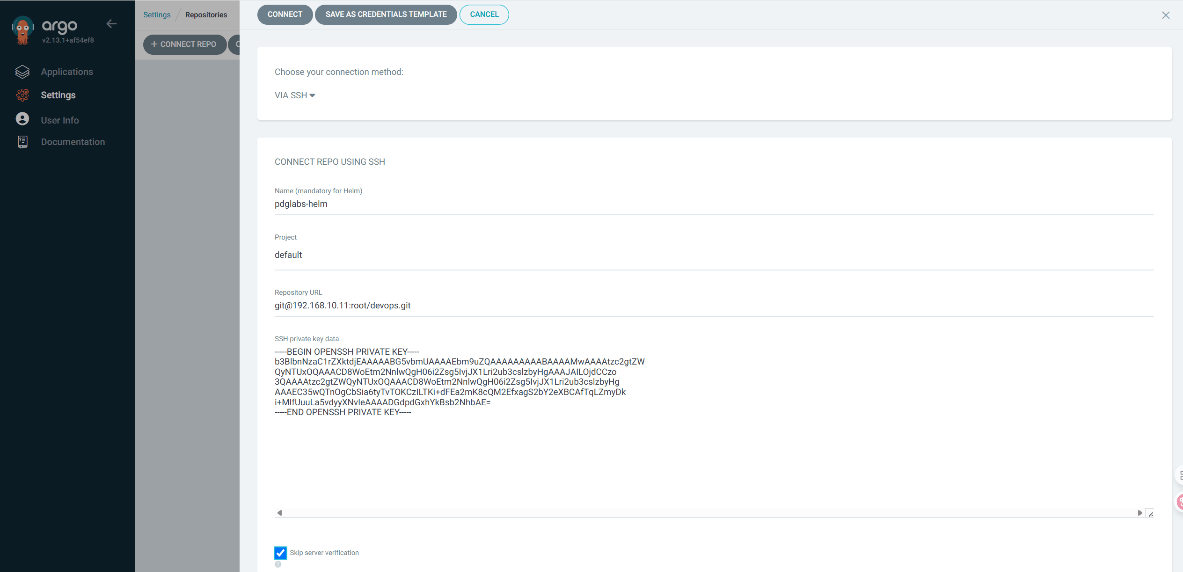 argo
v2.13.1+af54ef8
Applications
Settings
User Info
Documentation
Settings / Repositories
+ CONNECT REPO
CONNECT
SAVE AS CREDENTIALS TEMPLATE
CANCEL
Choose your connection method:
VIA SSH
CONNECT REPO USING SSH
Name (mandatory for Helm)
pdglabs-helm
Project
default
Repository URL
git@192.168.10.11:root/devops.git
SSH private key data
-----BEGIN OPENSSH PRIVATE KEY-----
b3BlbnNzaC1rZXktdjEAAAAABG5vbmUAAAAEbm9uZQAAAAAAAAABAAAAMwAAAAtzc2gtZW
QyNTUxOQAAACD8WoEtm2NnlwQgH06i2Zsg5IvjJX1Lri2ub3cslzbyHgAAAJAILOjdCCzo
3QAAAAtzc2gtZWQyNTUxOQAAACD8WoEtm2NnlwQgH06i2Zsg5IvjJX1Lri2ub3cslzbyHg
AAAEC35wQTnOgCbSia6tyTvTOKCzILTKi+dFEa2mK8cQM2EfxagS2bY2eXBCAfTqLZmyDk
i+MlfUuuLa5vdyyXNvIeAAAADGdpdGxhYkBsb2NhbAE=
-----END OPENSSH PRIVATE KEY-----
Skip server verification